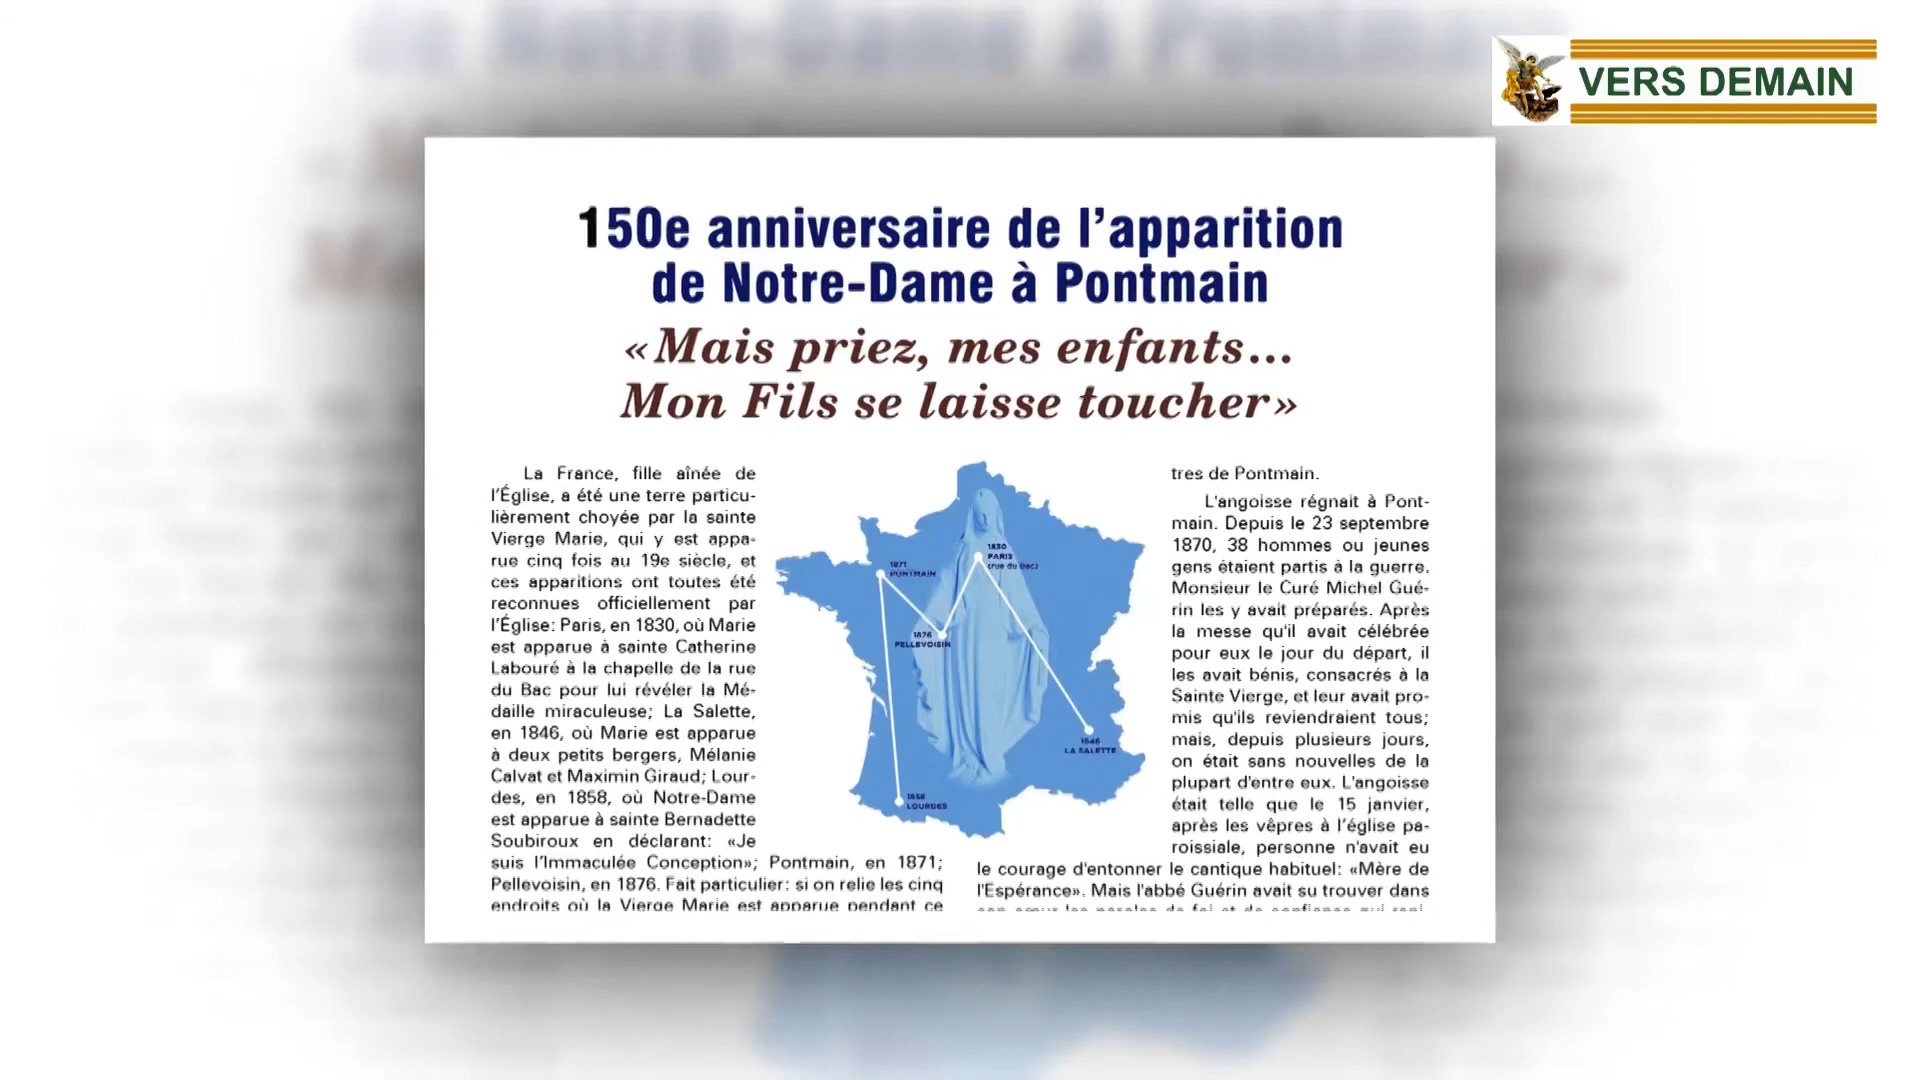 VERS DEMAIN
150e anniversaire de l’apparition
de Notre-Dame à Pontmain
«Mais priez, mes enfants...
Mon Fils se laisse toucher»
La France, fille aînée de
l’Église, a été une terre particu-
lièrement choyée par la sainte
Vierge Marie, qui y est appa-
rue cinq fois au 19e siècle, et
ces apparitions ont toutes été
reconnues officiellement par
l’Église: Paris, en 1830, où Marie
est apparue à sainte Catherine
Labouré à la chapelle de la rue
du Bac pour lui révéler la Mé-
daille miraculeuse; La Salette,
en 1846, où Marie est apparue
à deux petits bergers, Mélanie
Calvat et Maximin Giraud; Lour-
des, en 1858, où Notre-Dame
est apparue à sainte Bernadette
Soubiroux en déclarant: «Je
suis l’Immaculée Conception»; Pontmain, en 1871;
Pellevoisin, en 1876. Fait particulier: si on relie les cinq
endroits où la Vierge Marie est apparue pendant ce
1830
PARIS
(rue du Bac)
1871
PONTMAIN
1876
PELLEVOISIN
1846
LA SALETTE
1858
LOURDES
tres de Pontmain.
L'angoisse régnait à Pont-
main. Depuis le 23 septembre
1870, 38 hommes ou jeunes
gens étaient partis à la guerre.
Monsieur le Curé Michel Gué-
rin les y avait préparés. Après
la messe qu'il avait célébrée
pour eux le jour du départ, il
les avait bénis, consacrés à la
Sainte Vierge, et leur avait pro-
mis qu'ils reviendraient tous;
mais, depuis plusieurs jours,
on était sans nouvelles de la
plupart d'entre eux. L'angoisse
était telle que le 15 janvier,
après les vêpres à l’église pa-
roissiale, personne n'avait eu
le courage d'entonner le cantique habituel: «Mère de
l'Espérance». Mais l'abbé Guérin avait su trouver dans